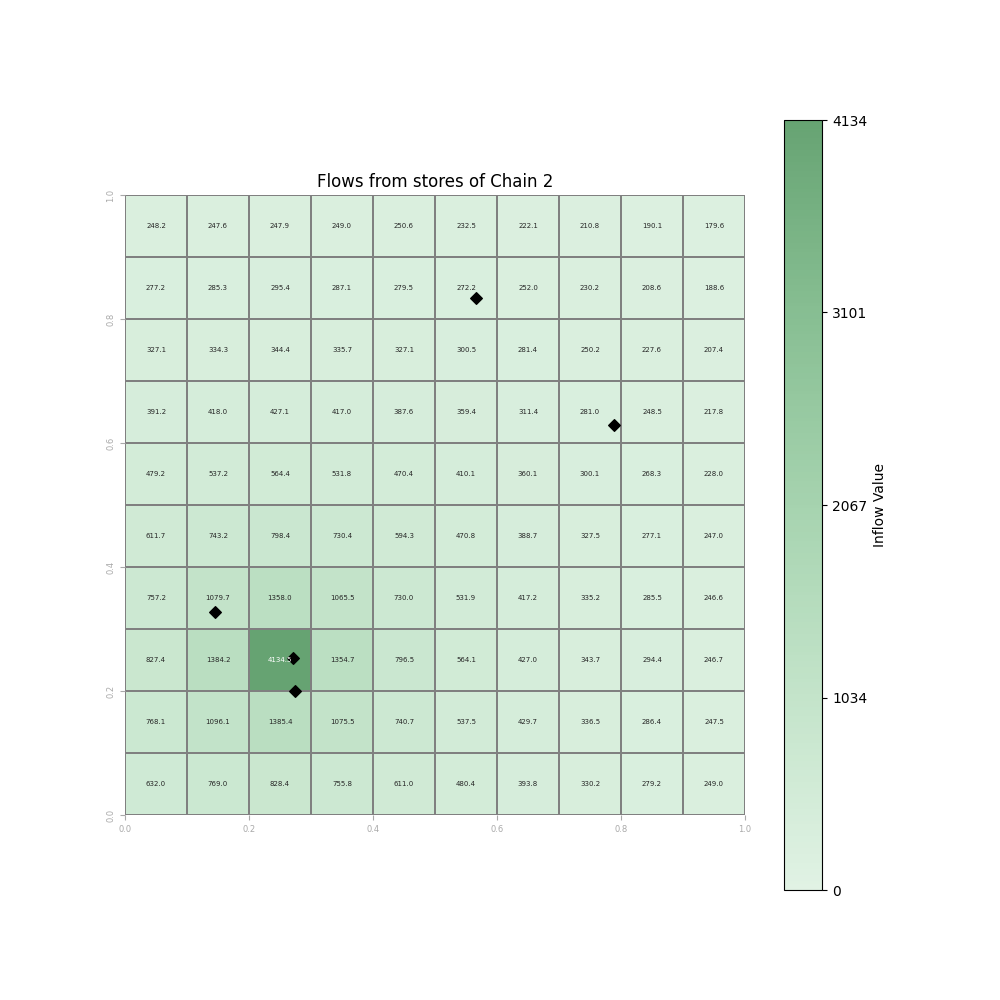 Flows from stores of Chain 2
1.0
248.2 247.6 247.9 249.0 250.6 232.5 222.1 210.8 190.1 179.6
277.2 285.3 295.4 287.1 279.5 272.2 252.0 230.2 208.6 188.6
0.8
327.1 334.3 344.4 335.7 327.1 300.5 281.4 250.2 227.6 207.4
391.2 418.0 427.1 417.0 387.6 359.4 311.4 281.0 248.5 217.8
0.6
479.2 537.2 564.4 531.8 470.4 410.1 360.1 300.1 268.3 228.0
611.7 743.2 798.4 730.4 594.3 470.8 388.7 327.5 277.1 247.0
0.4
757.2 1079.7 1358.0 1065.5 730.0 531.9 417.2 335.2 285.5 246.6
827.4 1384.2 4134. 1354.7 796.5 564.1 427.0 343.7 294.4 246.7
0.2
768.1 1096.1 1385.4 1075.5 740.7 537.5 429.7 336.5 286.4 247.5
632.0 769.0 828.4 755.8 611.0 480.4 393.8 330.2 279.2 249.0
0.0
0.0 0.2 0.4 0.6 0.8 1.0
4134
3101
2067
1034
0
Inflow Value